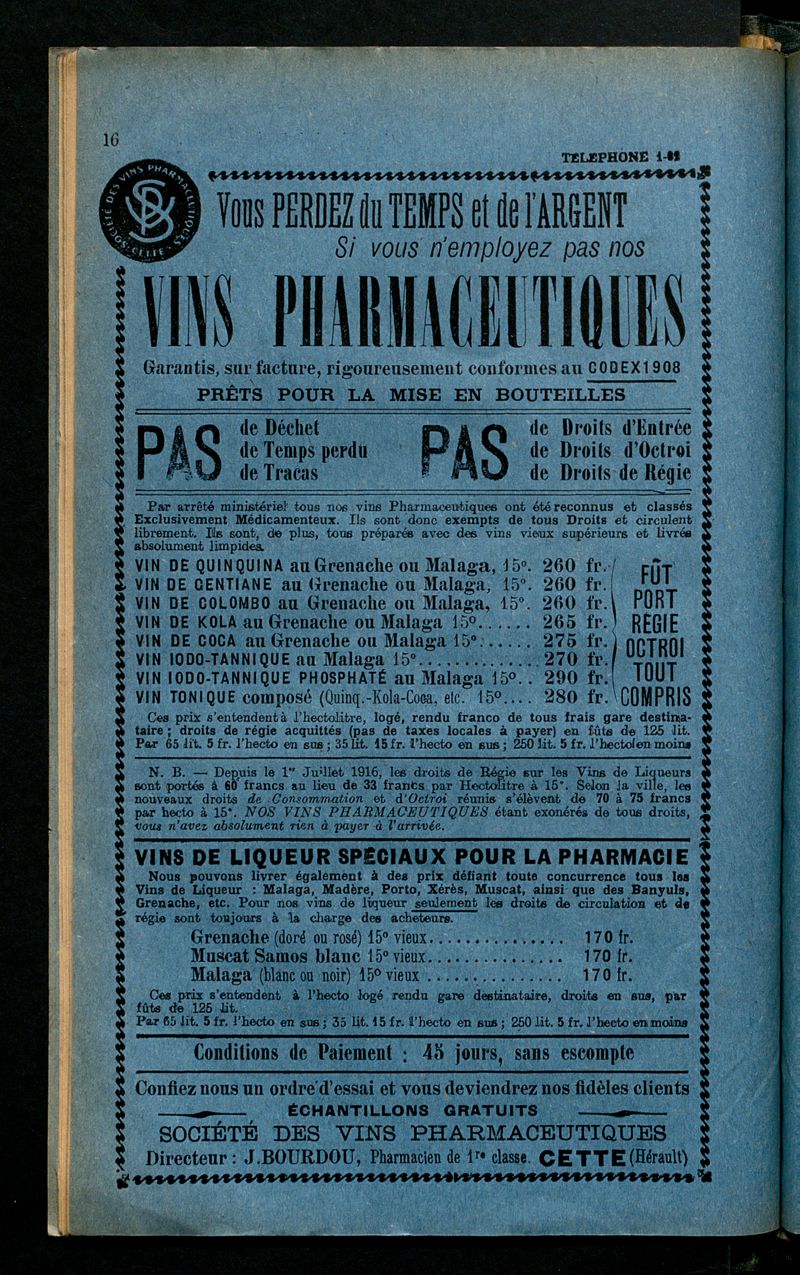 16
TELEPHONE
SOCIÉTÉ DES VINS PHARMACEUTIQUES CETTE
Vous PERDEZ du TEMPS et de l'ARGENT
Si vous n'employez pas nos
VINS PHARMACEUTIQUES
Garantis, sur facture, rigoureusement conformes au CODEX 1908
PRÊTS POUR LA MISE EN BOUTEILLES
PAS
de Déchet
de Temps perdu
de Tracas
PAS
de Droits d'Entrée
de Droits d'Octroi
de Droits de Régie
Par arrêté ministériel tous nos vins Pharmaceutiques ont été reconnus et classés
Exclusivement Médicamenteux. Ils sont donc exempts de tous Droits et circulent
librement. Ils sont, de plus, tous préparés avec des vins vieux supérieurs et livrés
absolument limpides.
VIN DE QUINQUINA au Grenache ou Malaga, 15°. 260 fr.
VIN DE GENTIANE au Grenache ou Malaga, 15°. 260 fr.
VIN DE COLOMBO au Grenache ou Malaga, 15°. 260 fr.
VIN DE KOLA au Grenache ou Malaga 15°...... 265 fr.
VIN DE COCA au Grenache ou Malaga 15°...... 275 fr.
VIN IODO-TANNIQUE au Malaga 15°.............. 270 fr.
VIN IODO-TANNIQUE PHOSPHATÉ au Malaga 15°.. 290 fr.
VIN TONIQUE composé (Quinq.-Kola-Coca, etc. 15°.... 280 fr.
FÛT
PORT
RÉGIE
OCTROI
TOUT
COMPRIS
Ces prix s'entendent à l'hectolitre, logé, rendu franco de tous frais gare destina-
taire ; droits de régie acquittés (pas de taxes locales à payer) en fûts de 125 lit.
Par 65 lit. 5 fr. l'hecto en sus ; 35 lit. 15 fr. l'hecto en sus ; 250 lit. 5 fr. l'hecto en moins
N. B. — Depuis le 1er Juillet 1916, les droits de Régie sur les Vins de Liqueurs
sont portés à 60 francs au lieu de 33 francs par Hectolitre à 15°. Selon la ville, les
nouveaux droits de Consommation et d'Octroi réunis s'élèvent de 70 à 75 francs
par hecto à 15°. NOS VINS PHARMACEUTIQUES étant exonérés de tous droits,
vous n'avez absolument rien à payer à l'arrivée.
VINS DE LIQUEUR SPÉCIAUX POUR LA PHARMACIE
Nous pouvons livrer également à des prix défiant toute concurrence tous les
Vins de Liqueur : Malaga, Madère, Porto, Xérès, Muscat, ainsi que des Banyuls,
Grenache, etc. Pour nos vins de liqueur seulement les droits de circulation et de
régie sont toujours à la charge des acheteurs.
Grenache (doré ou rosé) 15° vieux............... 170 fr.
Muscat Samos blanc 15° vieux............... 170 fr.
Malaga (blanc ou noir) 15° vieux ............... 170 fr.
Ces prix s'entendent à l'hecto logé rendu gare destinataire, droits en sus, par
fûts de 125 lit.
Par 65 lit. 5 fr. l'hecto en sus ; 35 lit. 15 fr. l'hecto en sus ; 250 lit. 5 fr. l'hecto en moins
Conditions de Paiement : 45 jours, sans escompte
Confiez nous un ordre d'essai et vous deviendrez nos fidèles clients
ÉCHANTILLONS GRATUITS
SOCIÉTÉ DES VINS PHARMACEUTIQUES
Directeur : J. BOURDOU, Pharmacien de 1re classe. CETTE (Hérault)